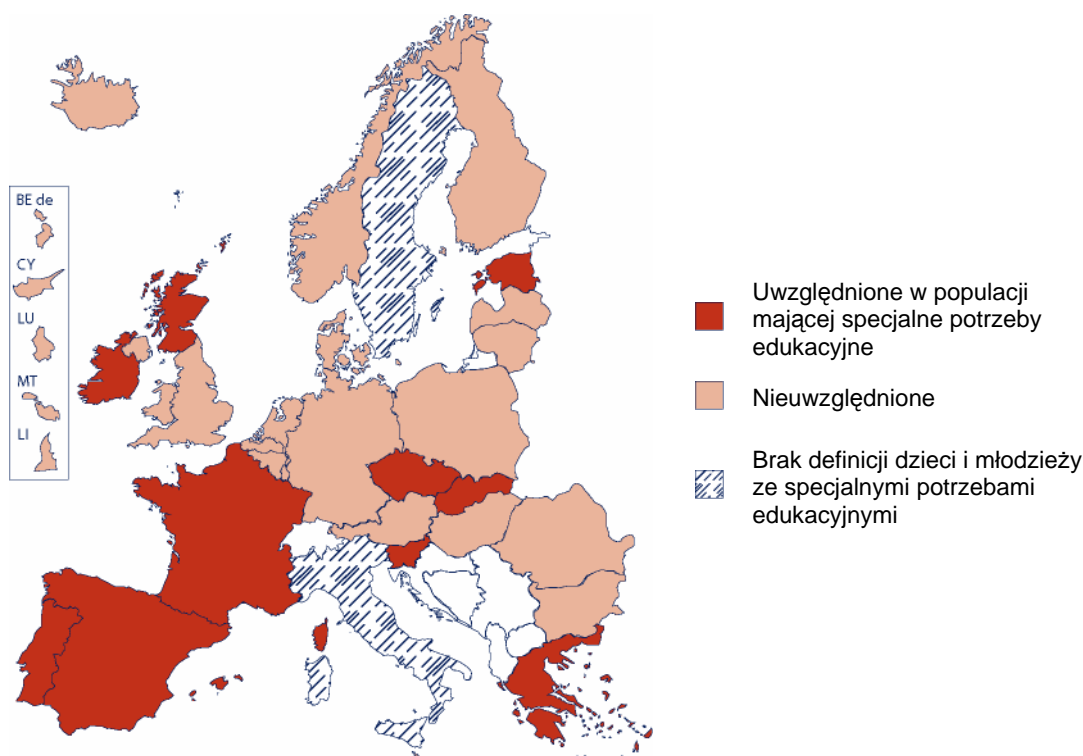 BE de
CY
LU
MT
LI
Uwzględnione w populacji
mającej specjalne potrzeby
edukacyjne
Nieuwzględnione
Brak definicji dzieci i młodzieży
ze specjalnymi potrzebami
edukacyjnymi